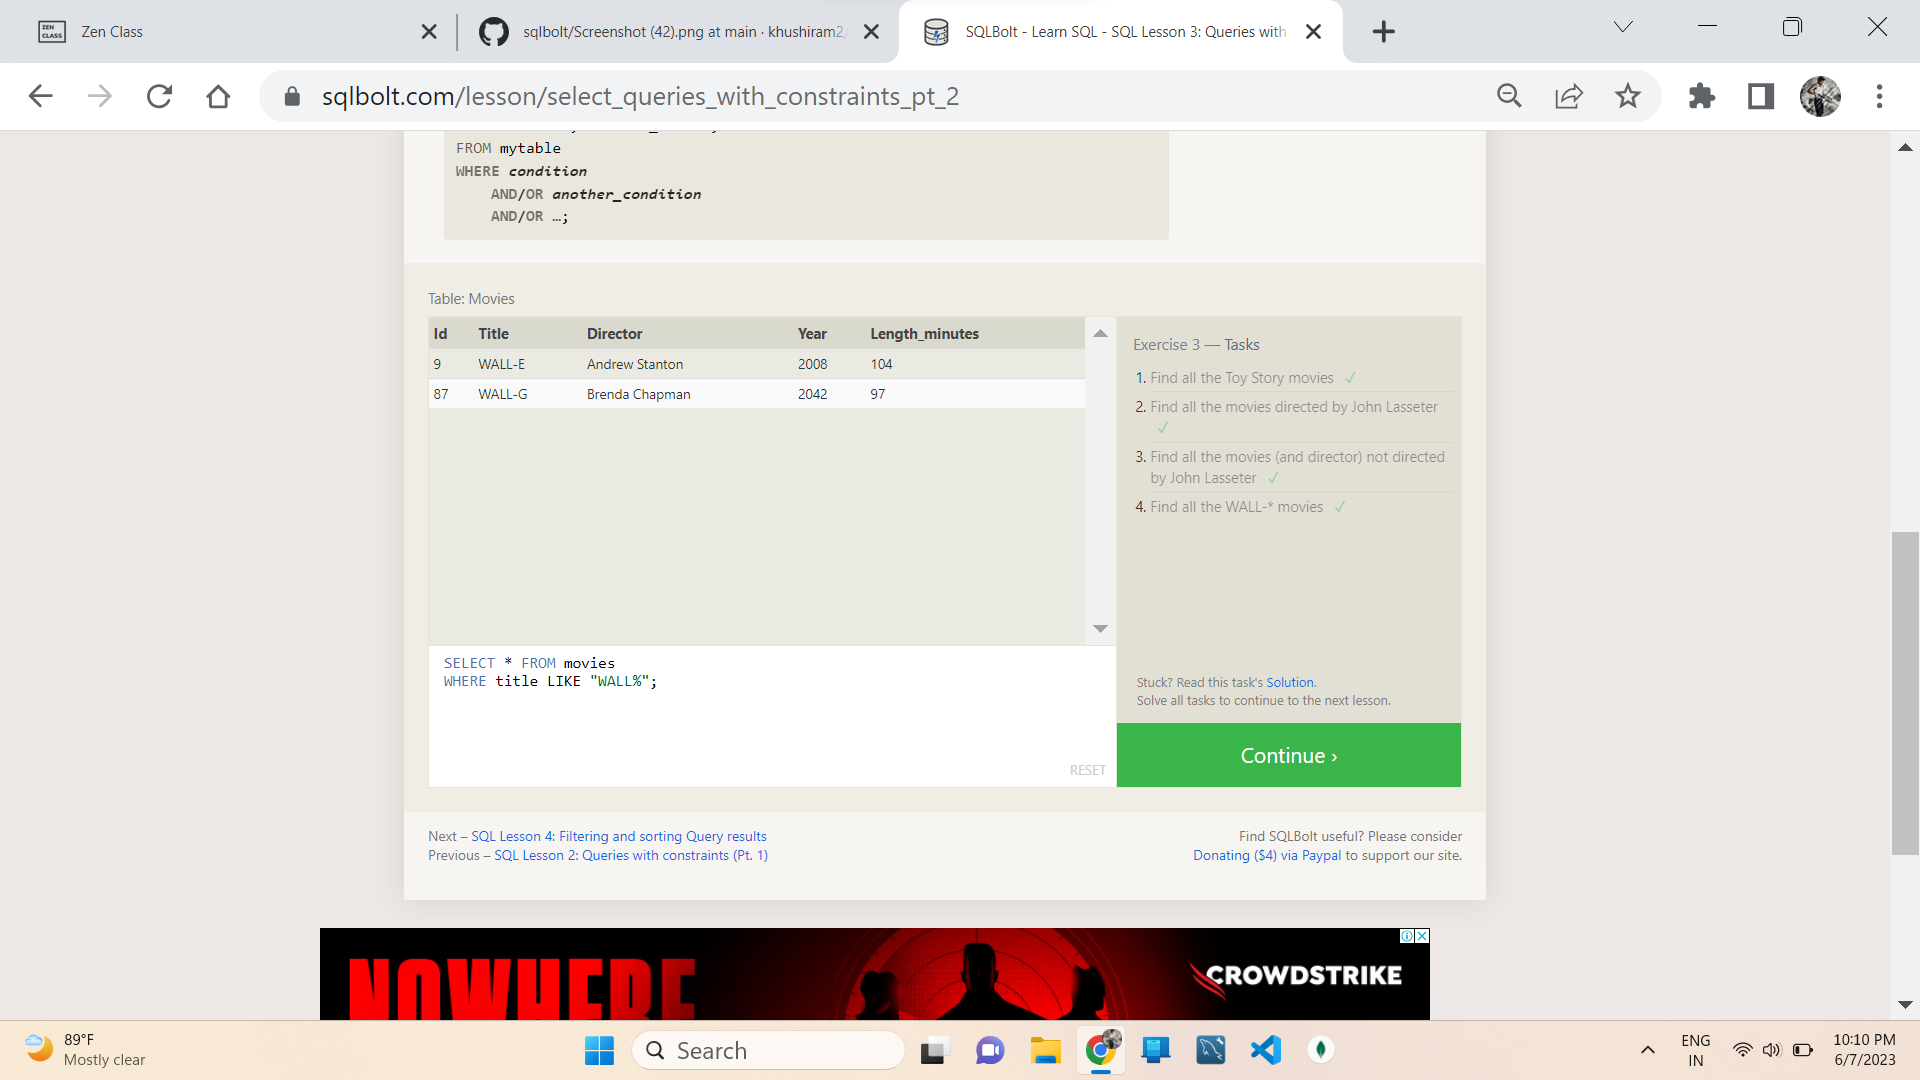 ZEN CLASS
Zen Class
sqlbolt/Screenshot (42).png at main · khushiram2/
SQLBolt - Learn SQL - SQL Lesson 3: Queries with
sqlbolt.com/lesson/select_queries_with_constraints_pt_2
FROM mytable
WHERE condition
AND/OR another_condition
AND/OR …;
Table: Movies
Id Title Director Year Length_minutes
9 WALL-E Andrew Stanton 2008 104
87 WALL-G Brenda Chapman 2042 97
Exercise 3 — Tasks
1. Find all the Toy Story movies ✓
2. Find all the movies directed by John Lasseter
✓
3. Find all the movies (and director) not directed
by John Lasseter ✓
4. Find all the WALL-* movies ✓
SELECT * FROM movies
WHERE title LIKE "WALL%";
RESET
Stuck? Read this task's Solution.
Solve all tasks to continue to the next lesson.
Continue ›
Next – SQL Lesson 4: Filtering and sorting Query results
Previous – SQL Lesson 2: Queries with constraints (Pt. 1)
Find SQLBolt useful? Please consider
Donating ($4) via Paypal to support our site.
NOWHERE
CROWDSTRIKE
89°F
Mostly clear
Search
ENG
IN
10:10 PM
6/7/2023